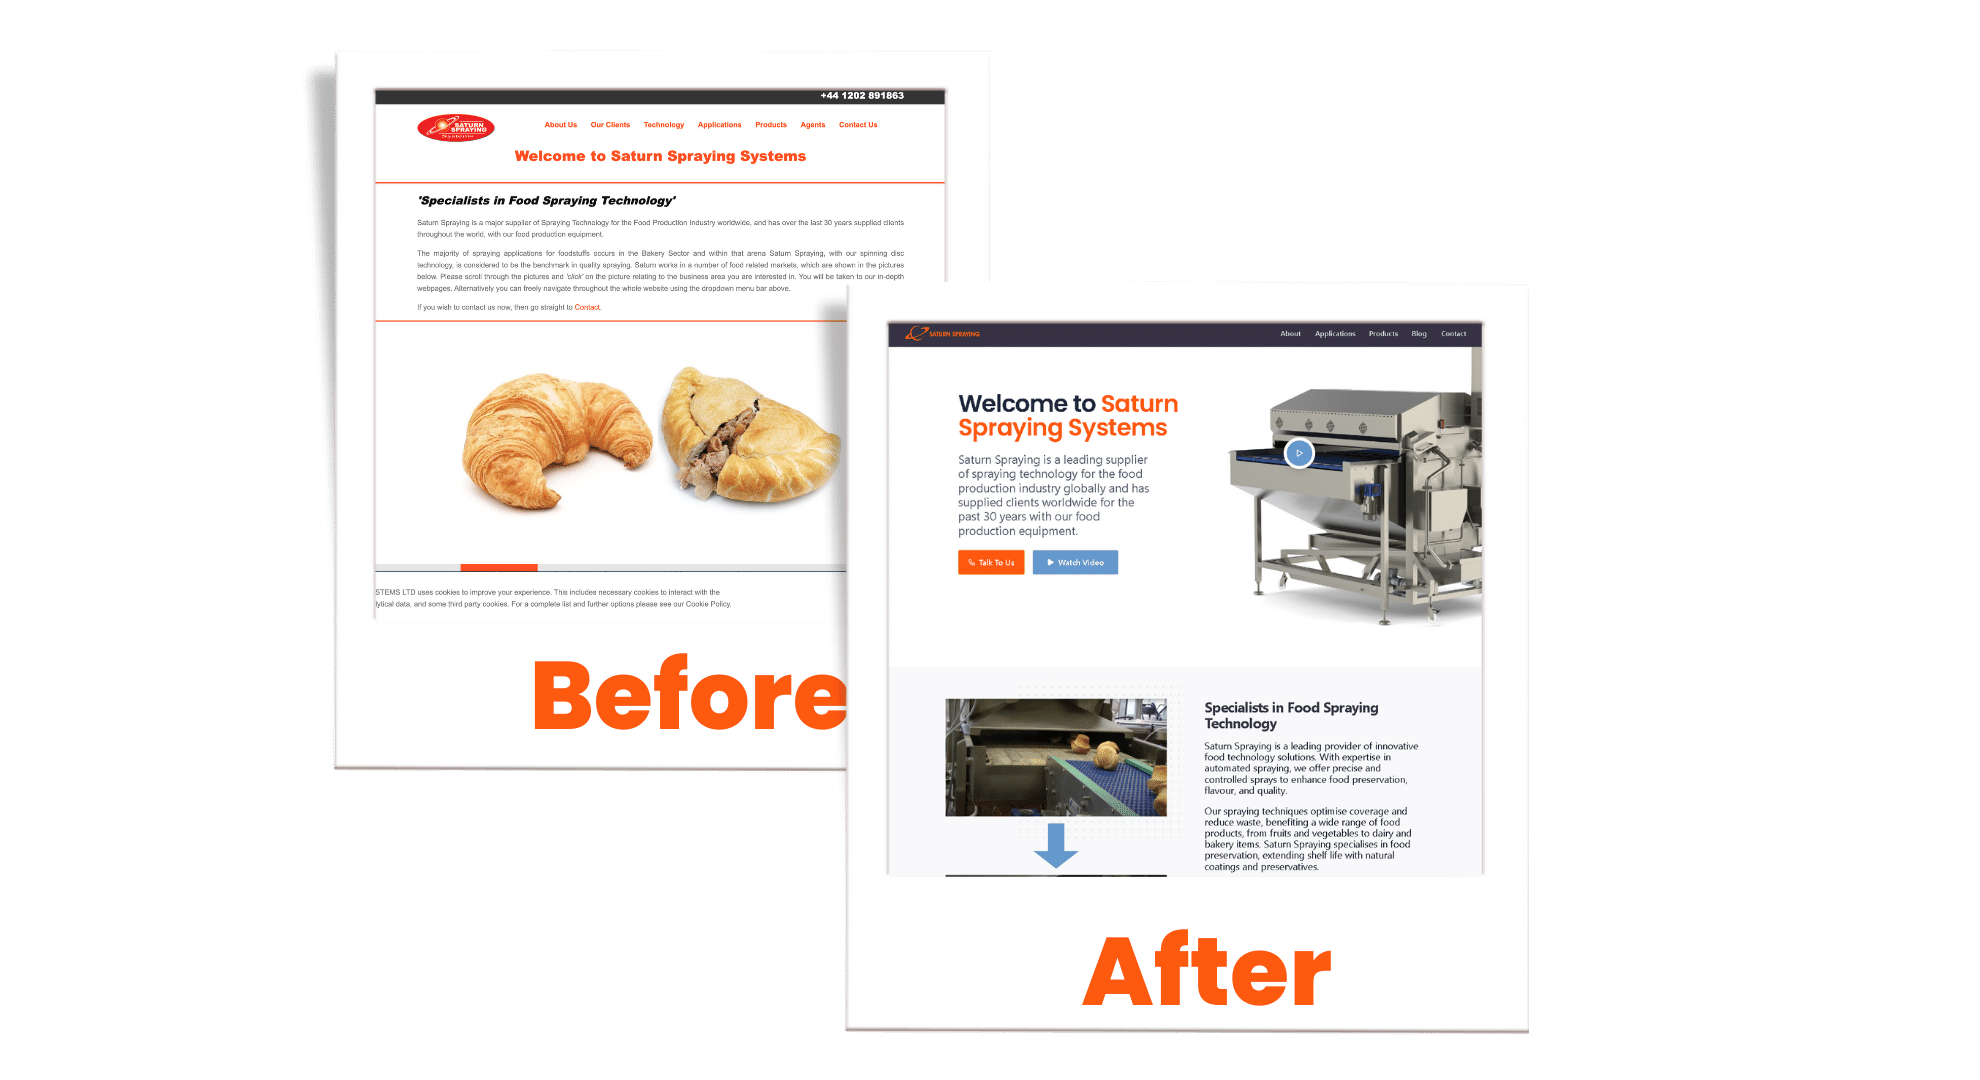 +44 1202 891863
SATURN
SPRAYING
Systems
About Us Our Clients Technology Applications Products Agents Contact Us
Welcome to Saturn Spraying Systems
'Specialists in Food Spraying Technology'
Saturn Spraying is a major supplier of Spraying Technology for the Food Production Industry worldwide, and has over the last 30 years supplied clients
throughout the world, with our food production equipment.
The majority of spraying applications for foodstuffs occurs in the Bakery Sector and within that arena Saturn Spraying, with our spinning disc
technology, is considered to be the benchmark in quality spraying. Saturn works in a number of food related markets, which are shown in the pictures
below. Please scroll through the pictures and 'click' on the picture relating to the business area you are interested in. You will be taken to our in-depth
webpages. Alternatively you can freely navigate throughout the whole website using the dropdown menu bar above.
If you wish to contact us now, then go straight to Contact.
STEMS LTD uses cookies to improve your experience. This includes necessary cookies to interact with the
lytical data, and some third party cookies. For a complete list and further options please see our Cookie Policy.
Before
SATURN SPRAYING
About Applications Products Blog Contact
Welcome to Saturn
Spraying Systems
Saturn Spraying is a leading supplier
of spraying technology for the food
production industry globally and has
supplied clients worldwide for the
past 30 years with our food
production equipment.
Talk To Us Watch Video
Specialists in Food Spraying
Technology
Saturn Spraying is a leading provider of innovative
food technology solutions. With expertise in
automated spraying, we offer precise and
controlled sprays to enhance food preservation,
flavour, and quality.
Our spraying techniques optimise coverage and
reduce waste, benefiting a wide range of food
products, from fruits and vegetables to dairy and
bakery items. Saturn Spraying specialises in food
preservation, extending shelf life with natural
coatings and preservatives.
After